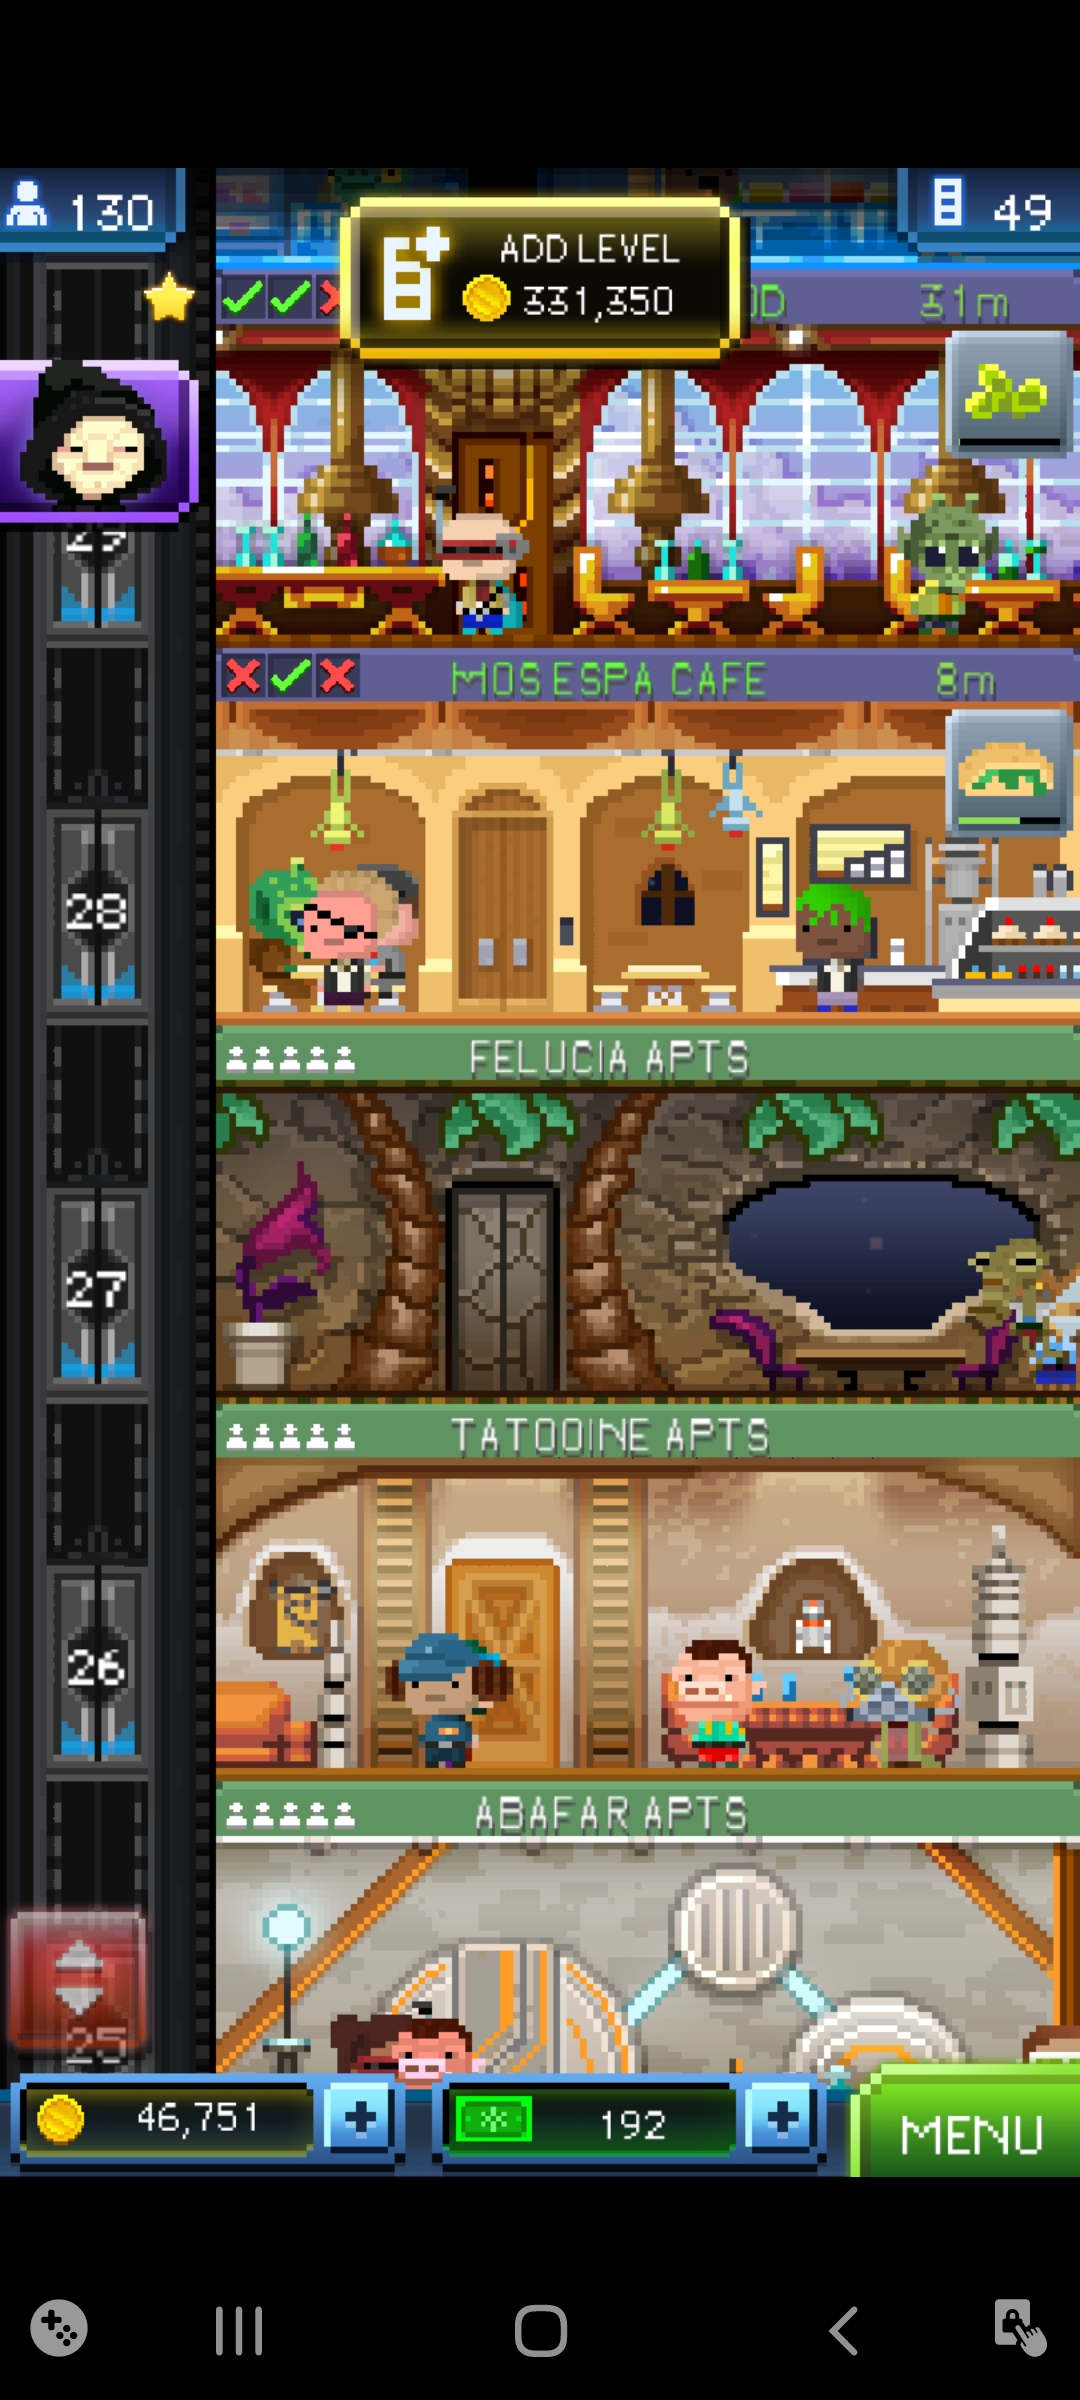 130
ADD LEVEL
331,350
49
31m
29
MOS ESPA CAFE
8m
28
FELUCIA APTS
27
TATOOINE APTS
26
ABAFAR APTS
25
46,751
192
MENU